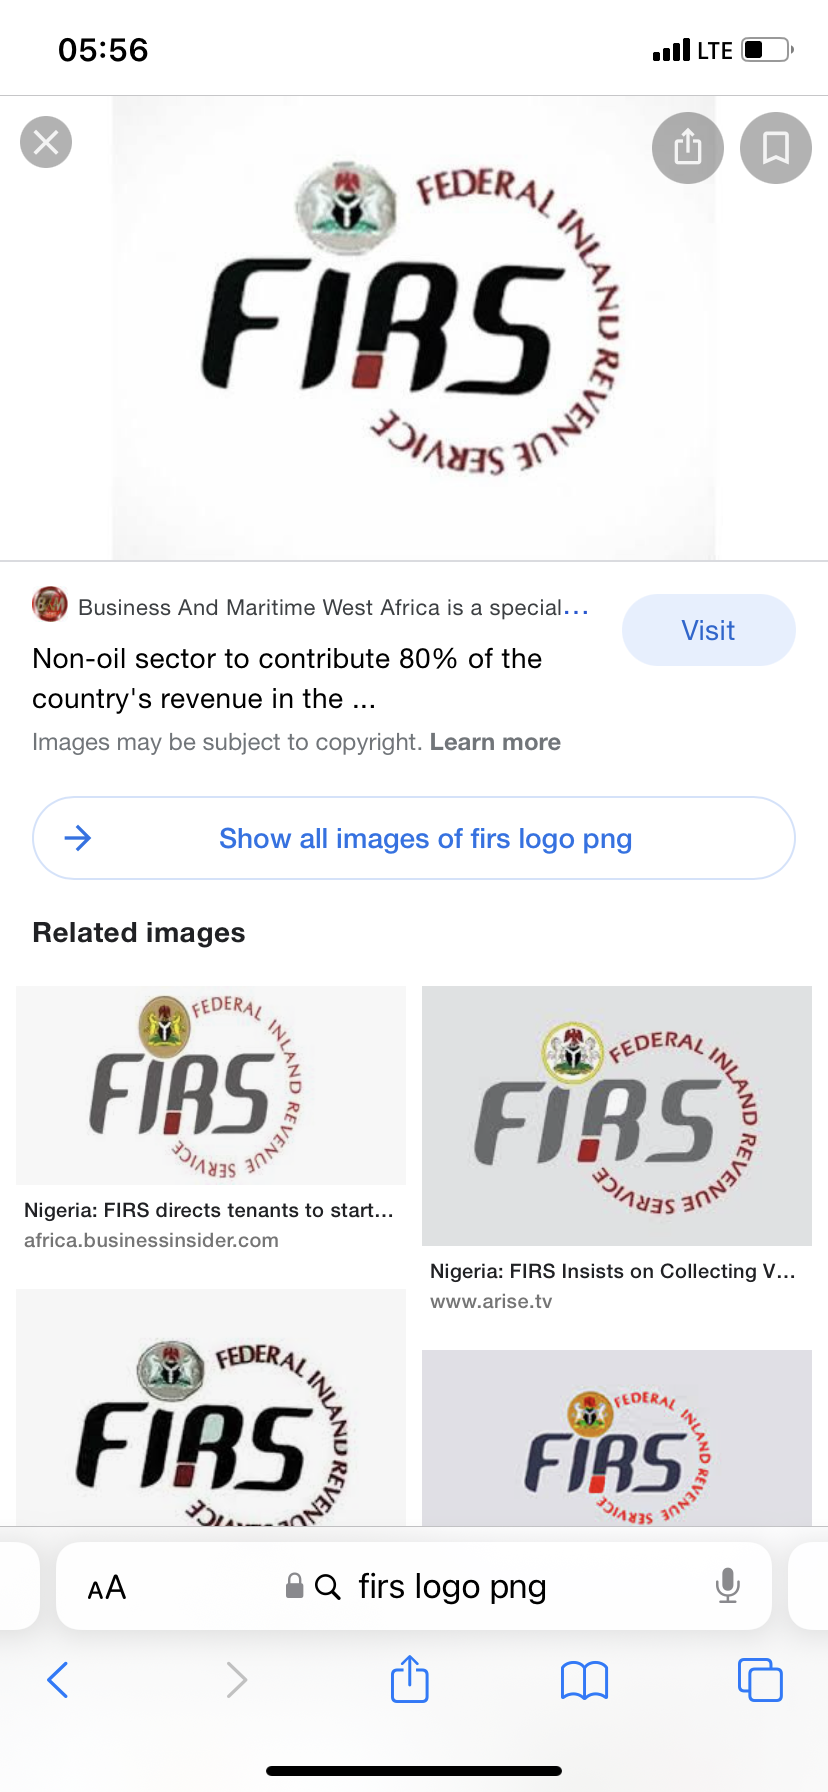 05:56
LTE
FEDERAL INLAND REVENUE SERVICE
FIRS
Business And Maritime West Africa is a special...
Visit
Non-oil sector to contribute 80% of the
country's revenue in the ...
Images may be subject to copyright. Learn more
Show all images of firs logo png
Related images
FEDERAL INLAND REVENUE SERVICE
FIRS
Nigeria: FIRS directs tenants to start...
africa.businessinsider.com
FEDERAL INLAND REVENUE SERVICE
FIRS
Nigeria: FIRS Insists on Collecting V...
www.arise.tv
FEDERAL INLAND REVENUE
FIRS
FEDERAL INLAND REVENUE SERVICE
FIRS
AA
firs logo png